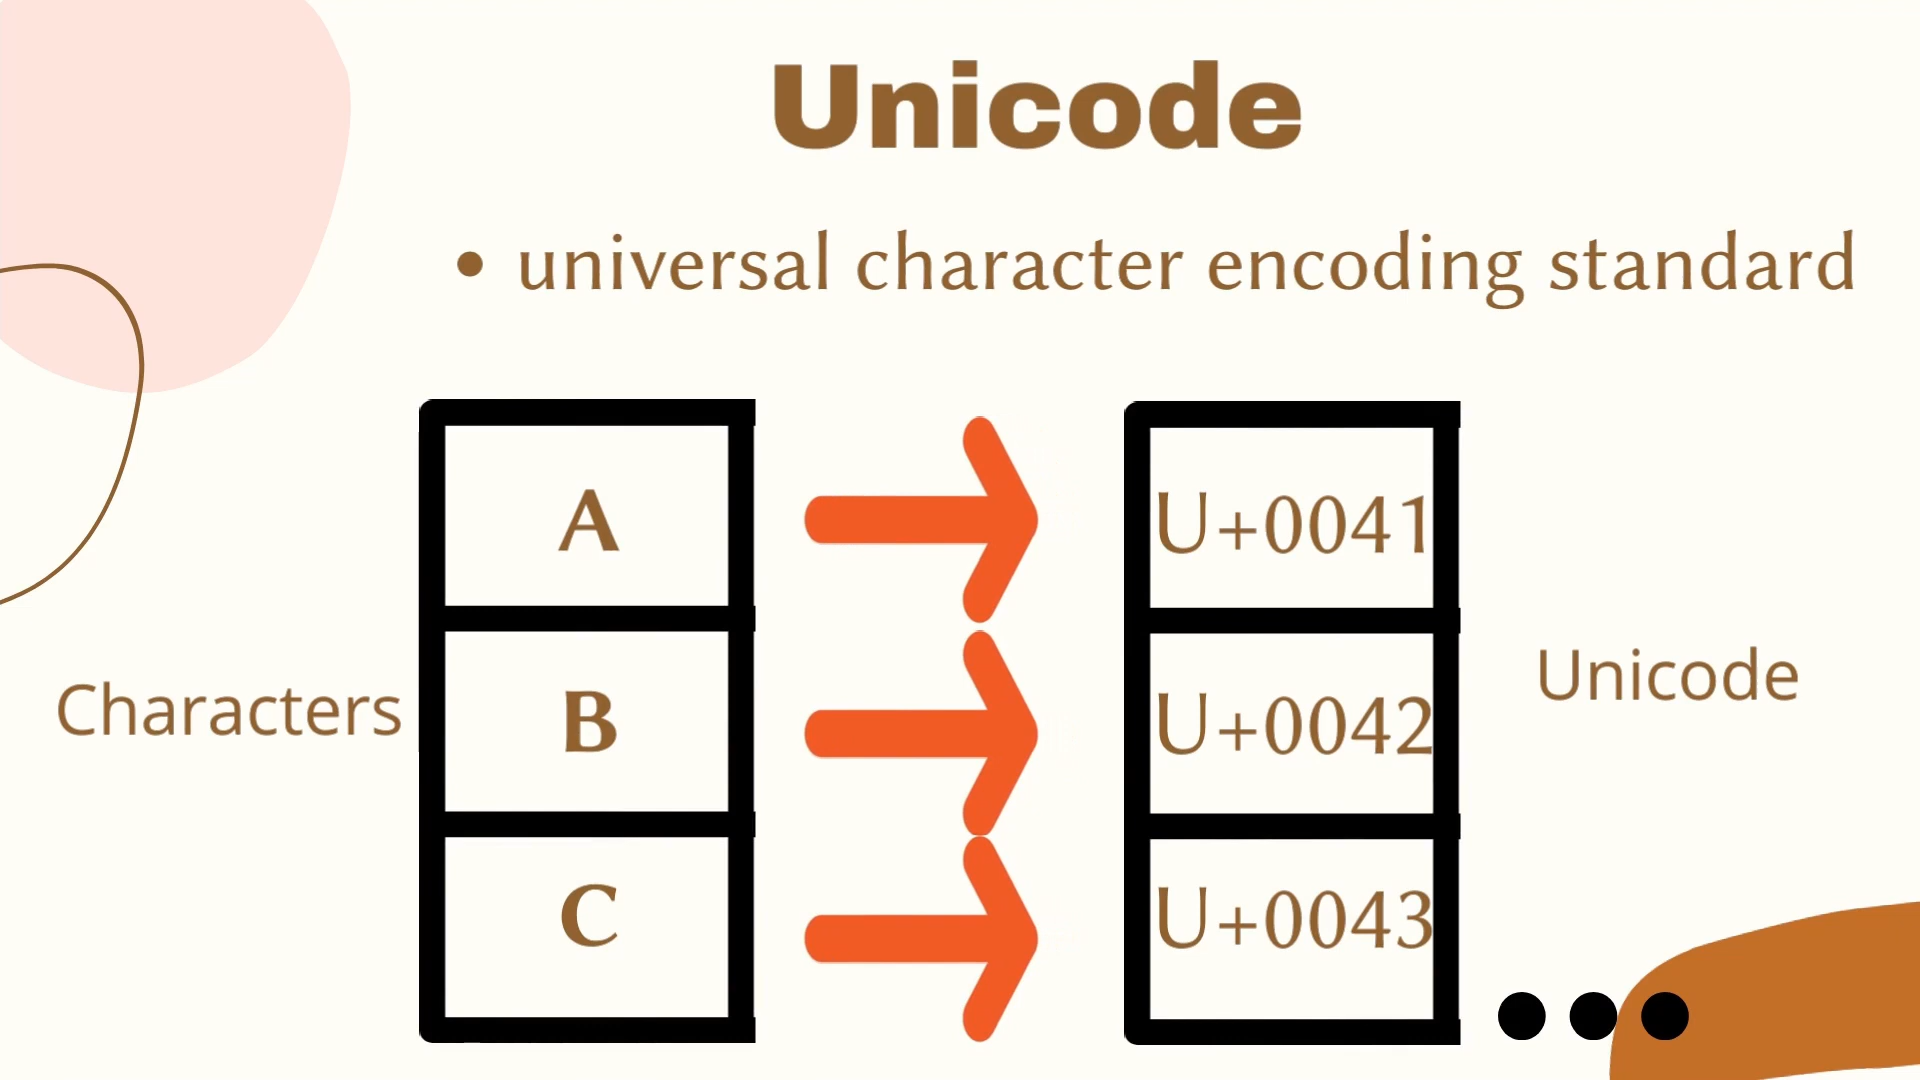 Unicode
• universal character encoding standard
A
U+0041
Characters
B
U+0042
Unicode
C
U+0043